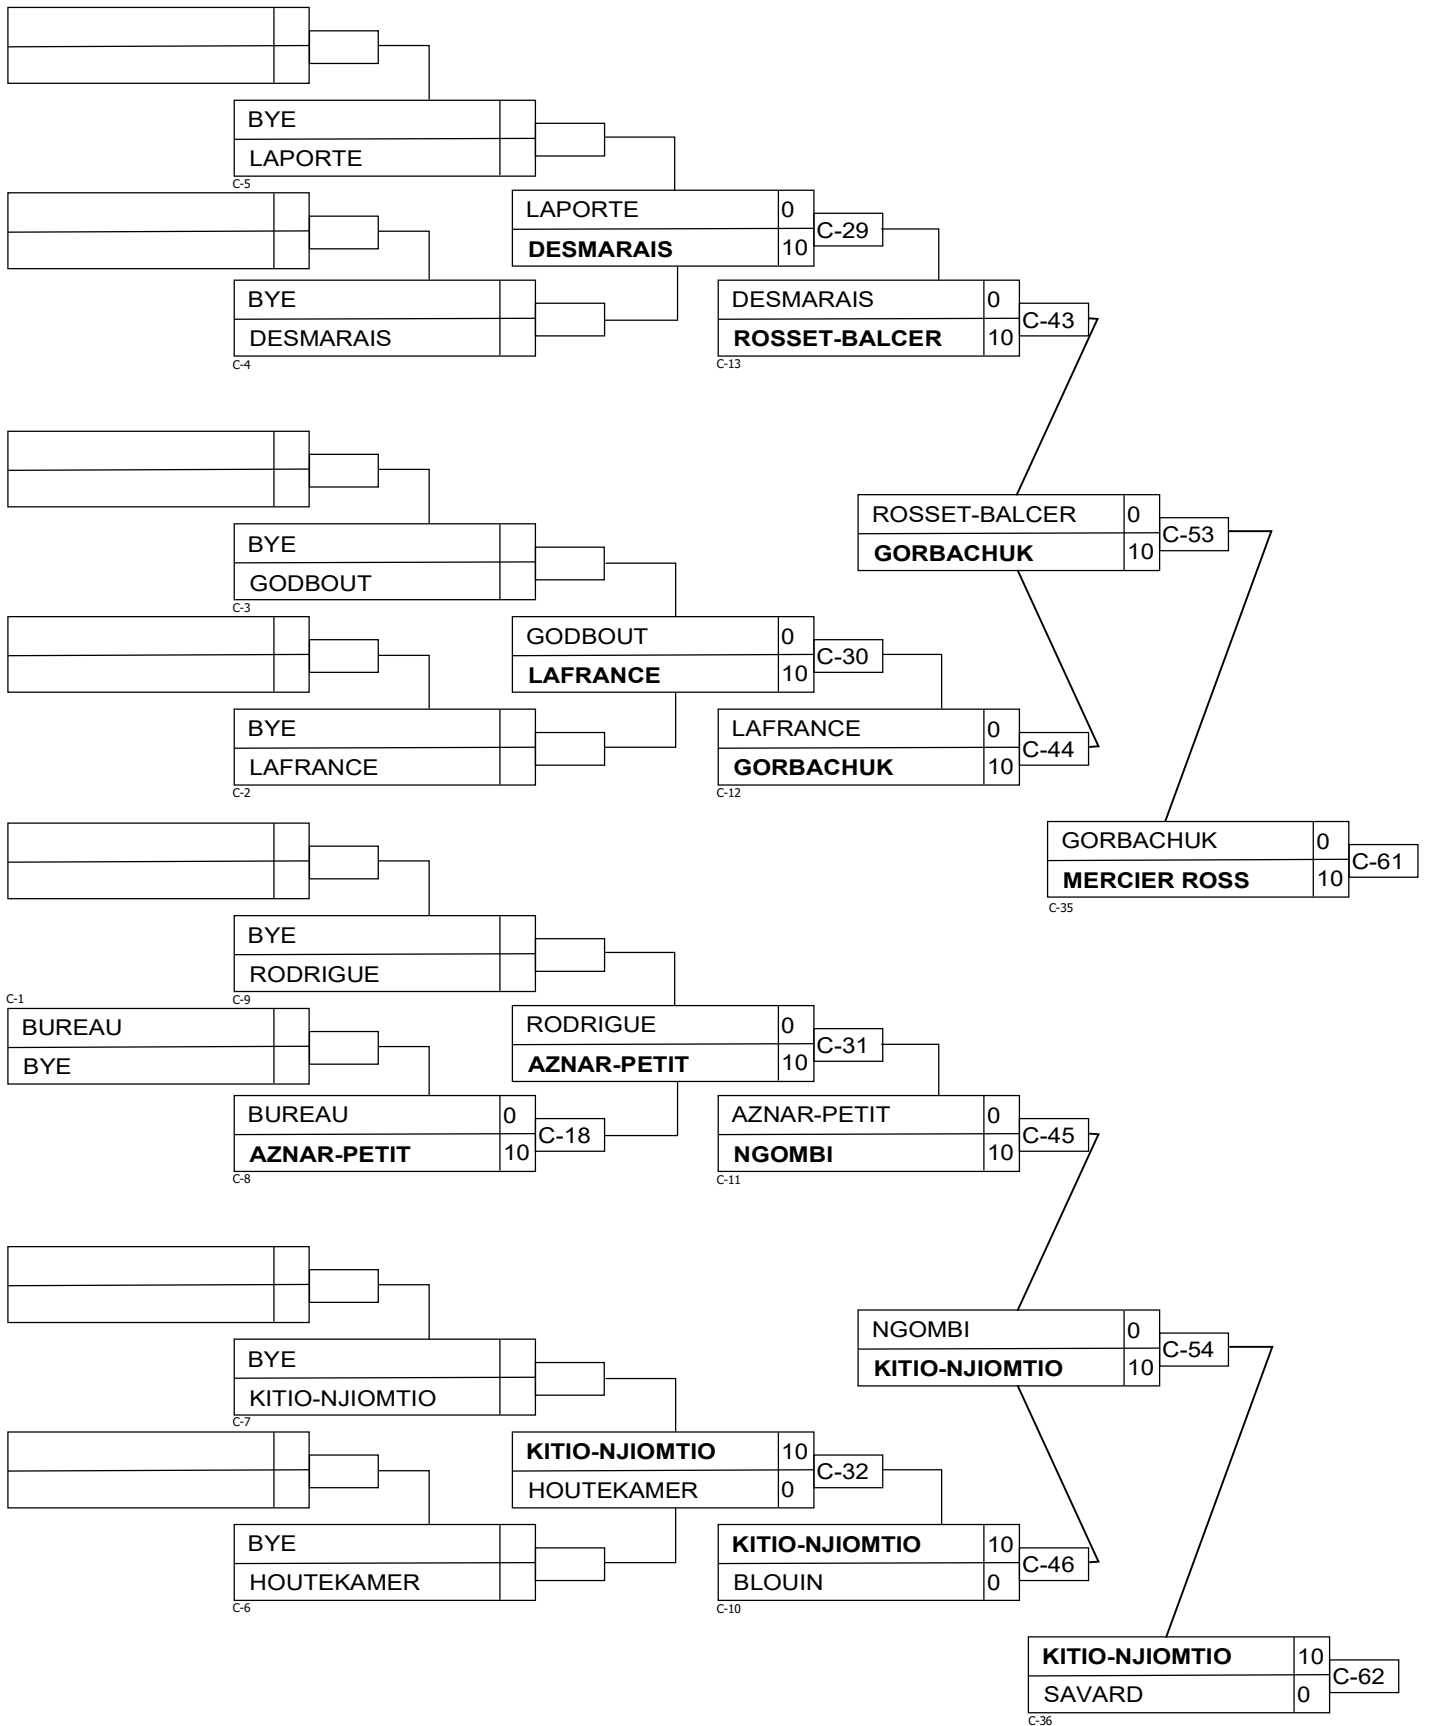 BYE
LAPORTE
C-5
LAPORTE 0
DESMARAIS 10
C-29
BYE
DESMARAIS
C-4
DESMARAIS 0
ROSSET-BALCER 10
C-43
C-13
ROSSET-BALCER 0
GORBACHUK 10
C-53
BYE
GODBOUT
C-3
GODBOUT 0
LAFRANCE 10
C-30
BYE
LAFRANCE
C-2
LAFRANCE 0
GORBACHUK 10
C-44
C-12
GORBACHUK 0
MERCIER ROSS 10
C-61
C-35
BYE
RODRIGUE
C-9
C-1
BUREAU
BYE
RODRIGUE 0
AZNAR-PETIT 10
C-31
BUREAU 0
AZNAR-PETIT 10
C-18
C-8
AZNAR-PETIT 0
NGOMBI 10
C-45
C-11
NGOMBI 0
KITIO-NJIOMTIO 10
C-54
BYE
KITIO-NJIOMTIO
C-7
KITIO-NJIOMTIO 10
HOUTEKAMER 0
C-32
BYE
HOUTEKAMER
C-6
KITIO-NJIOMTIO 10
BLOUIN 0
C-46
C-10
KITIO-NJIOMTIO 10
SAVARD 0
C-62
C-36